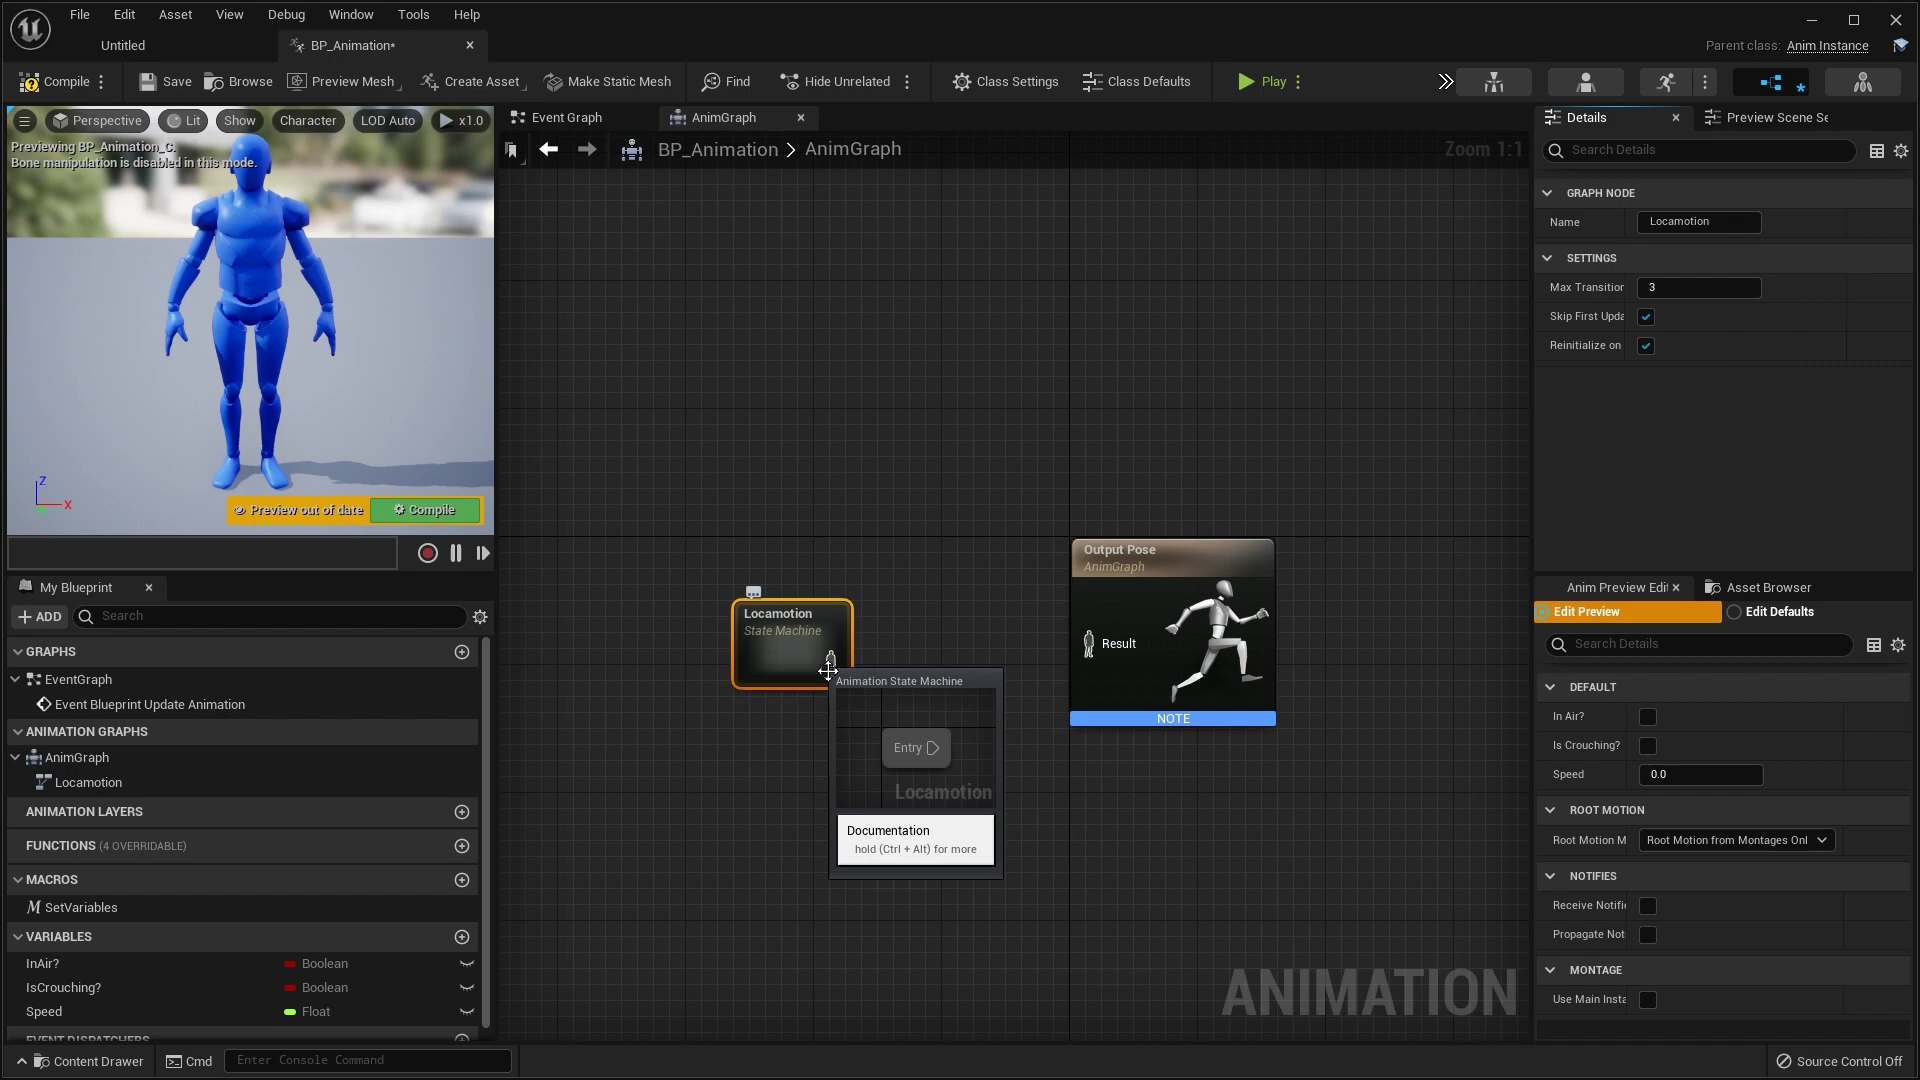 File Edit Asset View Debug Window Tools Help
Untitled
BP_Animation*
Parent class: Anim Instance
Compile
Save
Browse
Preview Mesh
Create Asset
Make Static Mesh
Find
Hide Unrelated
Class Settings
Class Defaults
Play
Perspective
Lit
Show
Character
LOD Auto
x1.0
Previewing BP_Animation_C.
Bone manipulation is disabled in this mode.
Z
X
Preview out of date
Compile
My Blueprint
ADD
Search
GRAPHS
EventGraph
Event Blueprint Update Animation
ANIMATION GRAPHS
AnimGraph
Locamotion
ANIMATION LAYERS
FUNCTIONS (4 OVERRIDABLE)
MACROS
SetVariables
VARIABLES
InAir? Boolean
IsCrouching? Boolean
Speed Float
EVENT DISPATCHERS
Event Graph
AnimGraph
BP_Animation > AnimGraph
Zoom 1:1
Locamotion
State Machine
Animation State Machine
Entry
Locamotion
Documentation
hold (Ctrl + Alt) for more
Output Pose
AnimGraph
Result
NOTE
ANIMATION
Details
Preview Scene Se
Search Details
GRAPH NODE
Name Locamotion
SETTINGS
Max Transition 3
Skip First Upda
Reinitialize on
Anim Preview Edit
Asset Browser
Edit Preview
Edit Defaults
Search Details
DEFAULT
In Air?
Is Crouching?
Speed 0.0
ROOT MOTION
Root Motion M Root Motion from Montages Onl
NOTIFIES
Receive Notifi
Propagate Not
MONTAGE
Use Main Insta
Content Drawer
Cmd
Enter Console Command
Source Control Off